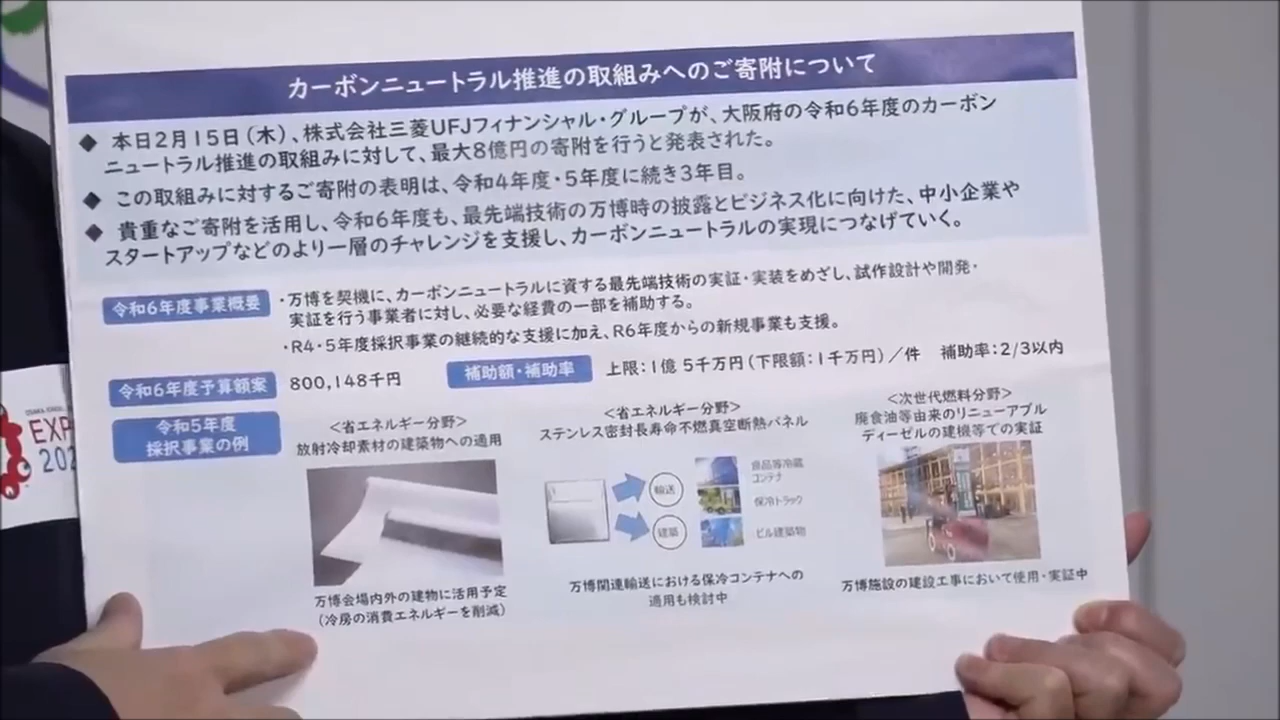 カーボンニュートラル推進の取組みへのご寄附について
◆ 本日2月15日(木)、株式会社三菱UFJフィナンシャル・グループが、大阪府の令和6年度のカーボン
ニュートラル推進の取組みに対して、最大8億円の寄附を行うと発表された。
◆ この取組みに対するご寄附の表明は、令和4年度・5年度に続き3年目。
◆ 貴重なご寄附を活用し、令和6年度も、最先端技術の万博時の披露とビジネス化に向けた、中小企業や
スタートアップなどのより一層のチャレンジを支援し、カーボンニュートラルの実現につなげていく。
令和6年度事業概要
・万博を契機に、カーボンニュートラルに資する最先端技術の実証・実装をめざし、試作設計や開発・
実証を行う事業者に対し、必要な経費の一部を補助する。
・R4・5年度採択事業の継続的な支援に加え、R6年度からの新規事業も支援。
令和6年度予算額案 800,148千円 補助額・補助率 上限:1億 5千万円(下限額:1千万円)/件 補助率:2/3以内
令和5年度
採択事業の例
<省エネルギー分野>
放射冷却素材の建築物への適用
万博会場内外の建物に活用予定
(冷房の消費エネルギーを削減)
<省エネルギー分野>
ステンレス密封長寿命不燃真空断熱パネル
輸送
建築
食品等冷蔵
コンテナ
保冷トラック
ビル建築物
万博関連輸送における保冷コンテナへの
適用も検討中
<次世代燃料分野>
廃食油等由来のリニューアブル
ディーゼルの建機等での実証
万博施設の建設工事において使用・実証中
EXP
202